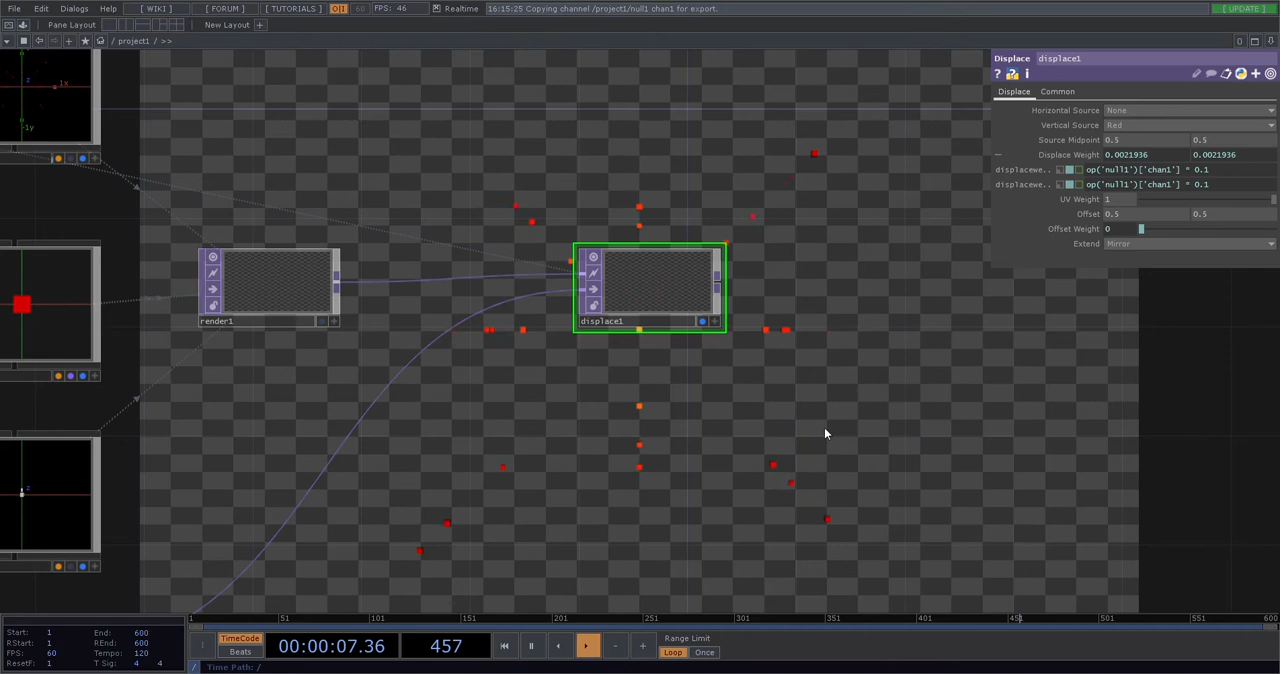 File Edit Dialogs Help [ WIKI ] [ FORUM ] [ TUTORIALS ] O|I FPS: 46 Realtime 16:15:25 Copying channel /project1/null1 chan1 for export. [ UPDATE ]
Pane Layout New Layout +
/ project1 / >> 0
Displace displace1
? ? i
Displace Common
Horizontal Source None
Vertical Source Red
Source Midpoint 0.5 0.5
Displace Weight 0.0021936 0.0021936
displacewe.. op('null1')['chan1'] * 0.1
displacewe.. op('null1')['chan1'] * 0.1
UV Weight 1
Offset 0.5 0.5
Offset Weight 0
Extend Mirror
z 1x
-1y
render1
displace1
z
1 51 101 151 201 251 301 351 401 451 501 551 600
Start: 1 End: 600
RStart: 1 REnd: 600
FPS: 60 Tempo: 120
ResetF: 1 T Sig: 4 4
TimeCode
Beats
00:00:07.36 457
- +
Range Limit
Loop Once
/ Time Path: /